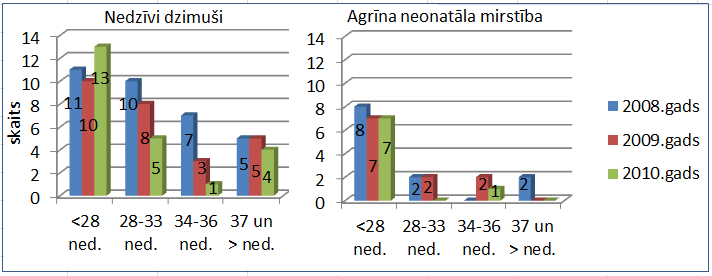 Nedzīvi dzimuši
skaits
14
12
10
8
6
4
2
0
11
10
13
10
8
5
7
3
1
5
5
4
<28
ned.
28-33
ned.
34-36
ned.
37 un
> ned.
Agrīna neonatāla mirstība
14
12
10
8
6
4
2
0
8
7
7
2
2
2
1
2
<28
ned.
28-33
ned.
34-36
ned.
37 un
> ned.
2008.gads
2009.gads
2010.gads